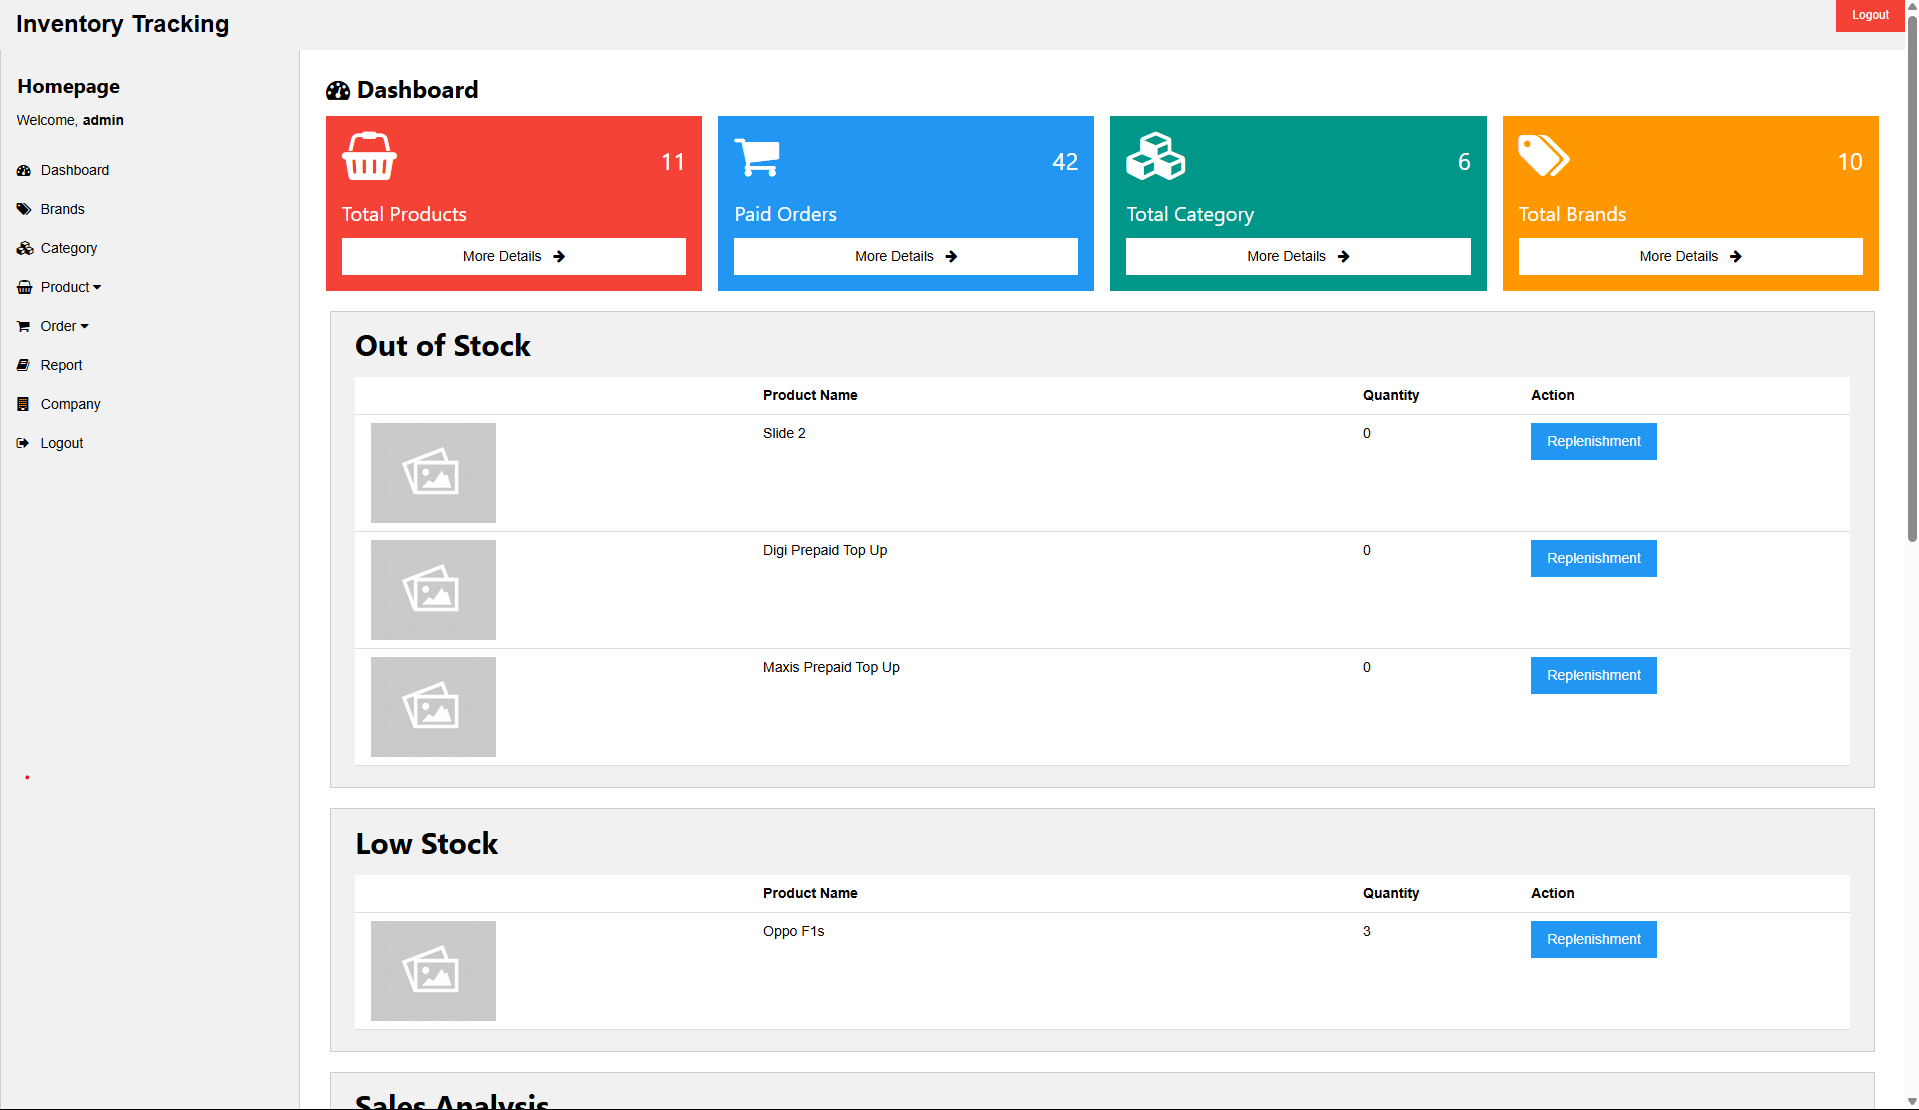 Inventory Tracking
Logout
Homepage
Welcome, admin
Dashboard
Brands
Category
Product
Order
Report
Company
Logout
Dashboard
11
Total Products
More Details
42
Paid Orders
More Details
6
Total Category
More Details
10
Total Brands
More Details
Out of Stock
Product Name Quantity Action
Slide 2 0 Replenishment
Digi Prepaid Top Up 0 Replenishment
Maxis Prepaid Top Up 0 Replenishment
Low Stock
Product Name Quantity Action
Oppo F1s 3 Replenishment
Sales Analysis